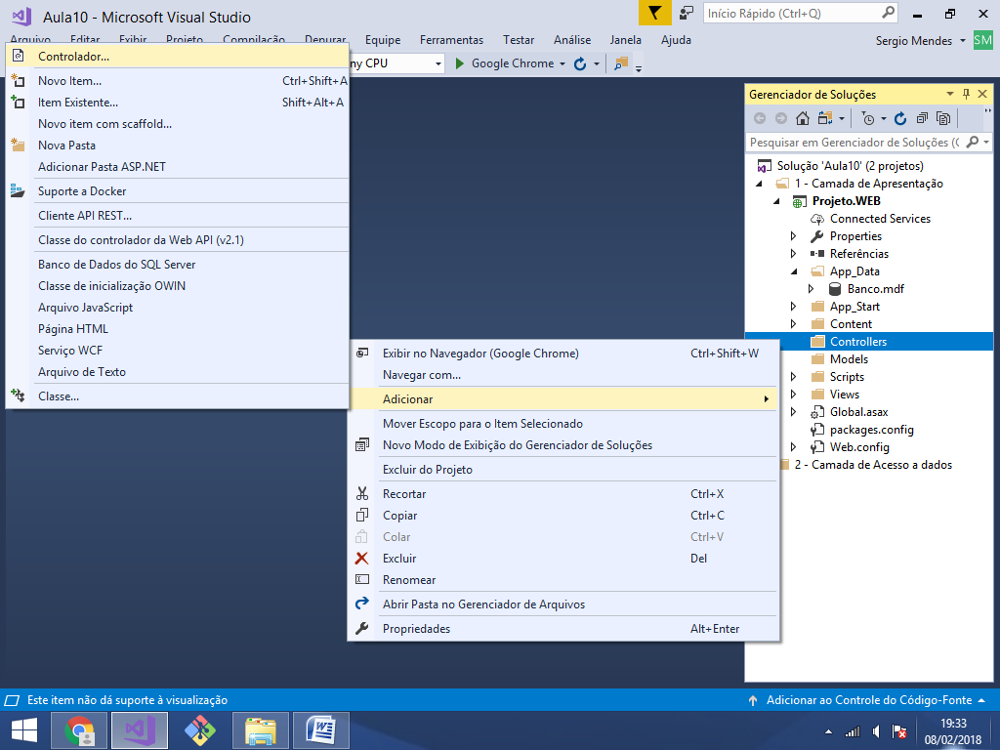 Aula10 - Microsoft Visual Studio
Início Rápido (Ctrl+Q)
Arquivo Editar Exibir Projeto Compilação Depurar Equipe Ferramentas Testar Análise Janela Ajuda
Sergio Mendes SM
ny CPU Google Chrome
Controlador...
Novo Item... Ctrl+Shift+A
Item Existente... Shift+Alt+A
Novo item com scaffold...
Nova Pasta
Adicionar Pasta ASP.NET
Suporte a Docker
Cliente API REST...
Classe do controlador da Web API (v2.1)
Banco de Dados do SQL Server
Classe de inicialização OWIN
Arquivo JavaScript
Página HTML
Serviço WCF
Arquivo de Texto
Classe...
Exibir no Navegador (Google Chrome) Ctrl+Shift+W
Navegar com...
Adicionar
Mover Escopo para o Item Selecionado
Novo Modo de Exibição do Gerenciador de Soluções
Excluir do Projeto
Recortar Ctrl+X
Copiar Ctrl+C
Colar Ctrl+V
Excluir Del
Renomear
Abrir Pasta no Gerenciador de Arquivos
Propriedades Alt+Enter
Gerenciador de Soluções
Pesquisar em Gerenciador de Soluções (
Solução 'Aula10' (2 projetos)
1 - Camada de Apresentação
Projeto.WEB
Connected Services
Properties
Referências
App_Data
Banco.mdf
App_Start
Content
Controllers
Models
Scripts
Views
Global.asax
packages.config
Web.config
2 - Camada de Acesso a dados
Este item não dá suporte à visualização
Adicionar ao Controle do Código-Fonte
19:33
08/02/2018